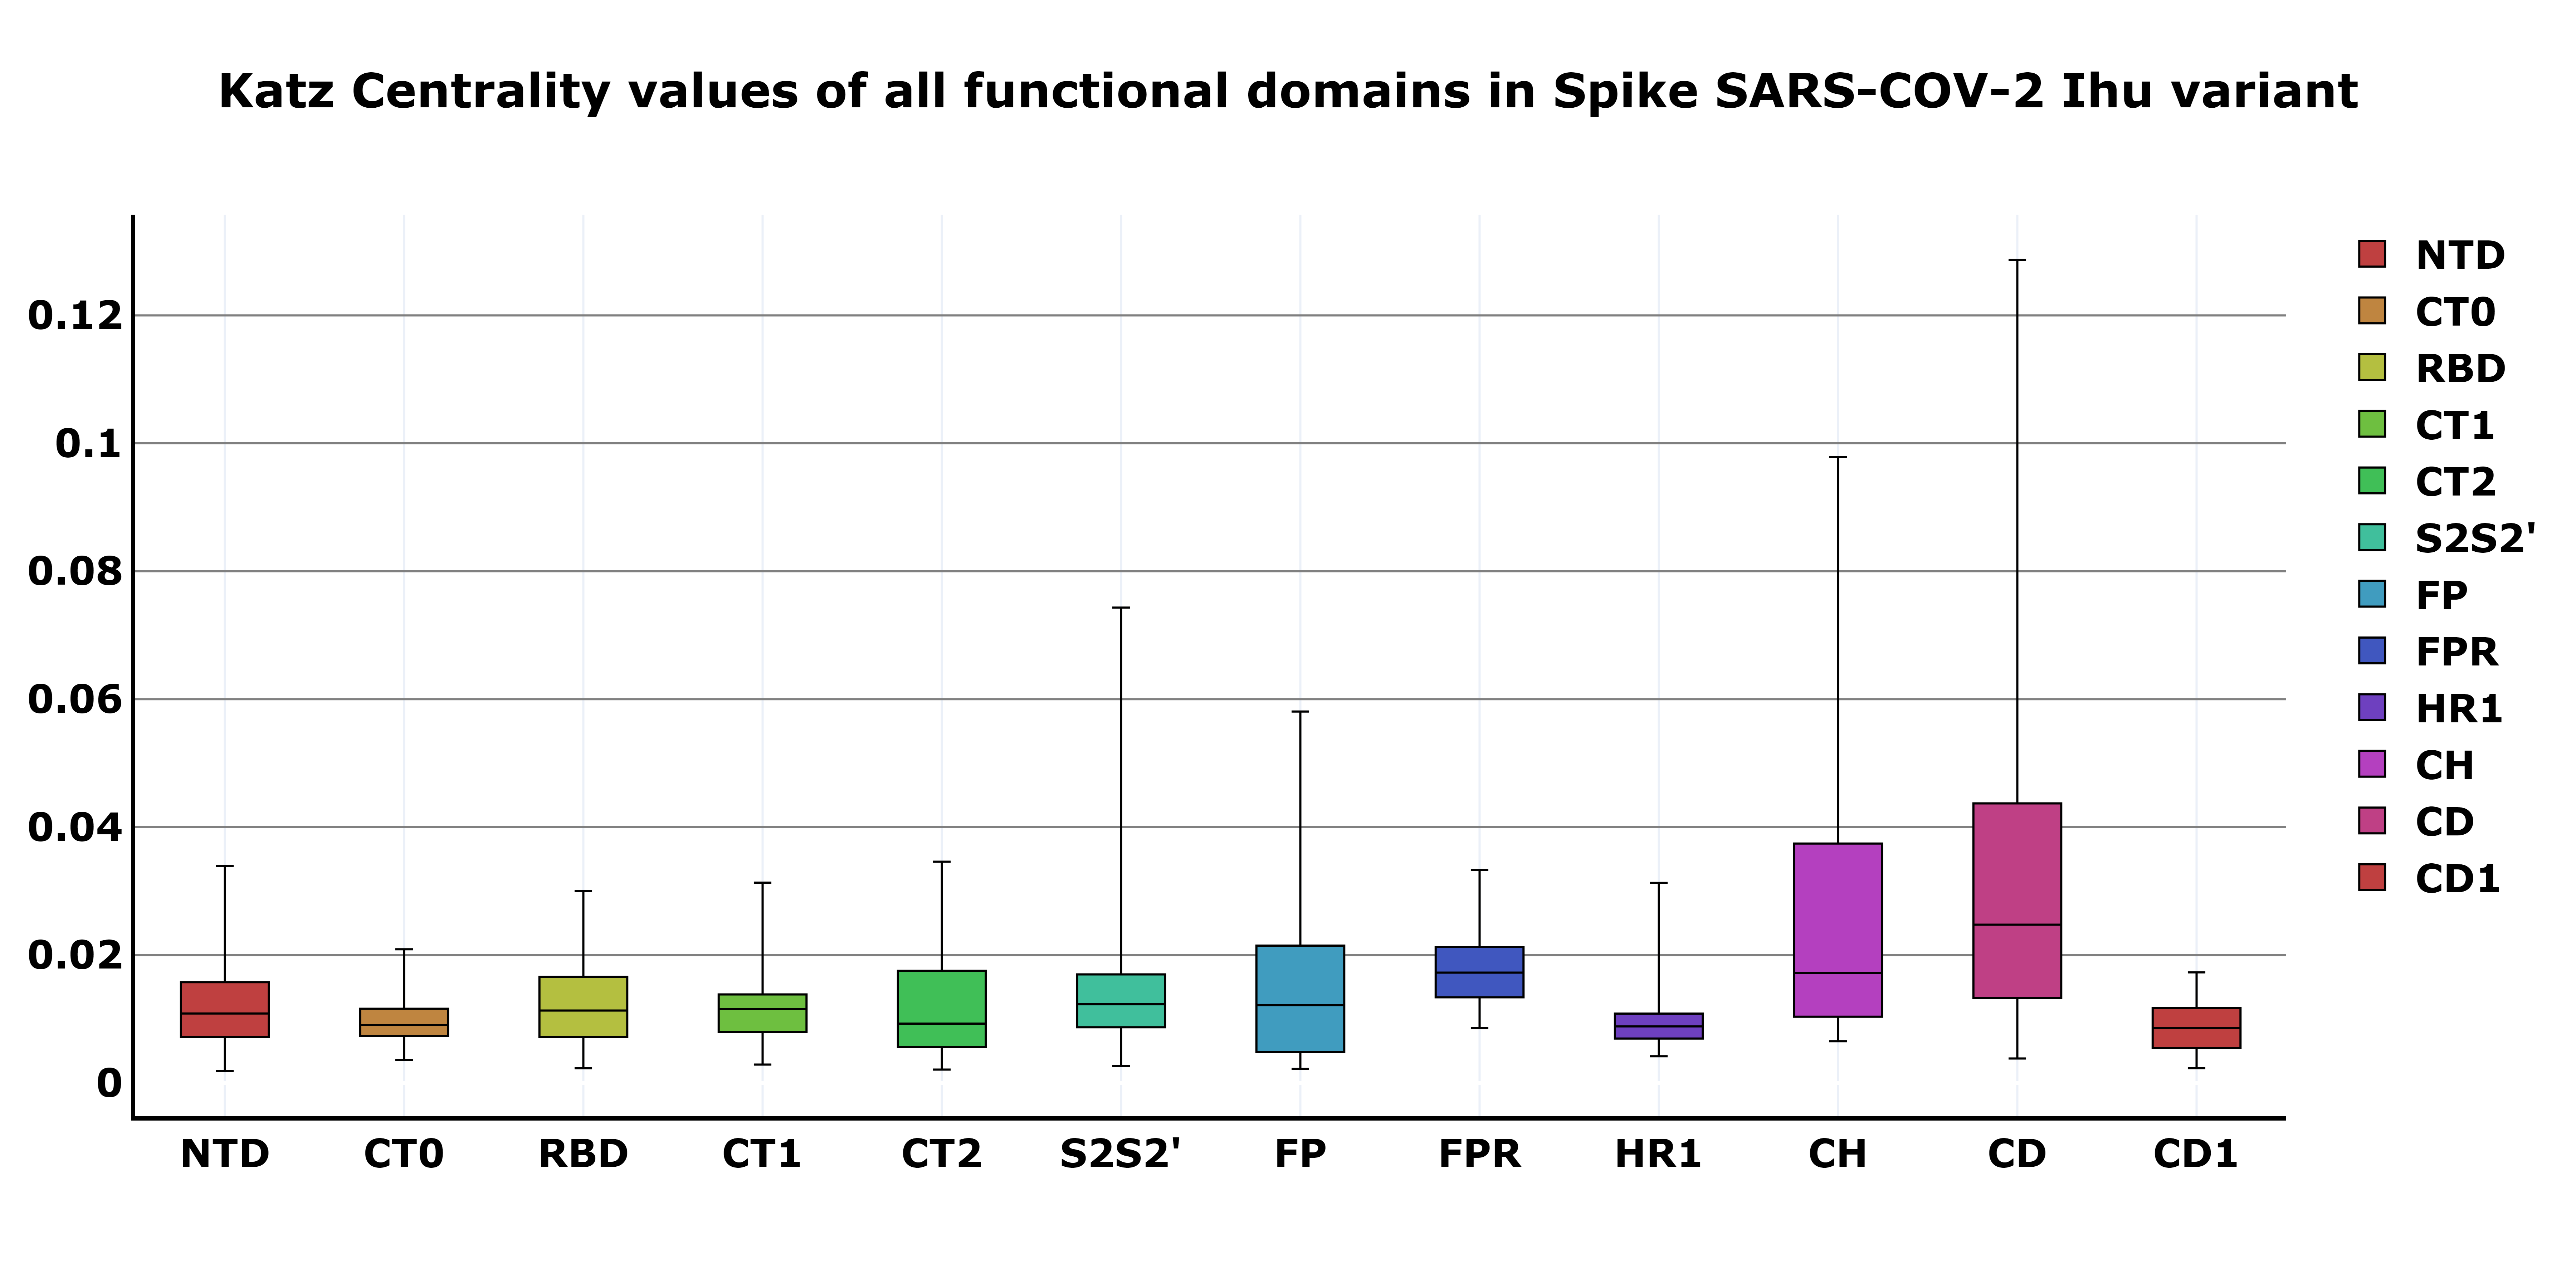 Katz Centrality values of all functional domains in Spike SARS-COV-2 Ihu variant
0.12
0.1
0.08
0.06
0.04
0.02
0
NTD
CT0
RBD
CT1
CT2
S2S2'
FP
FPR
HR1
CH
CD
CD1
NTD
CT0
RBD
CT1
CT2
S2S2'
FP
FPR
HR1
CH
CD
CD1